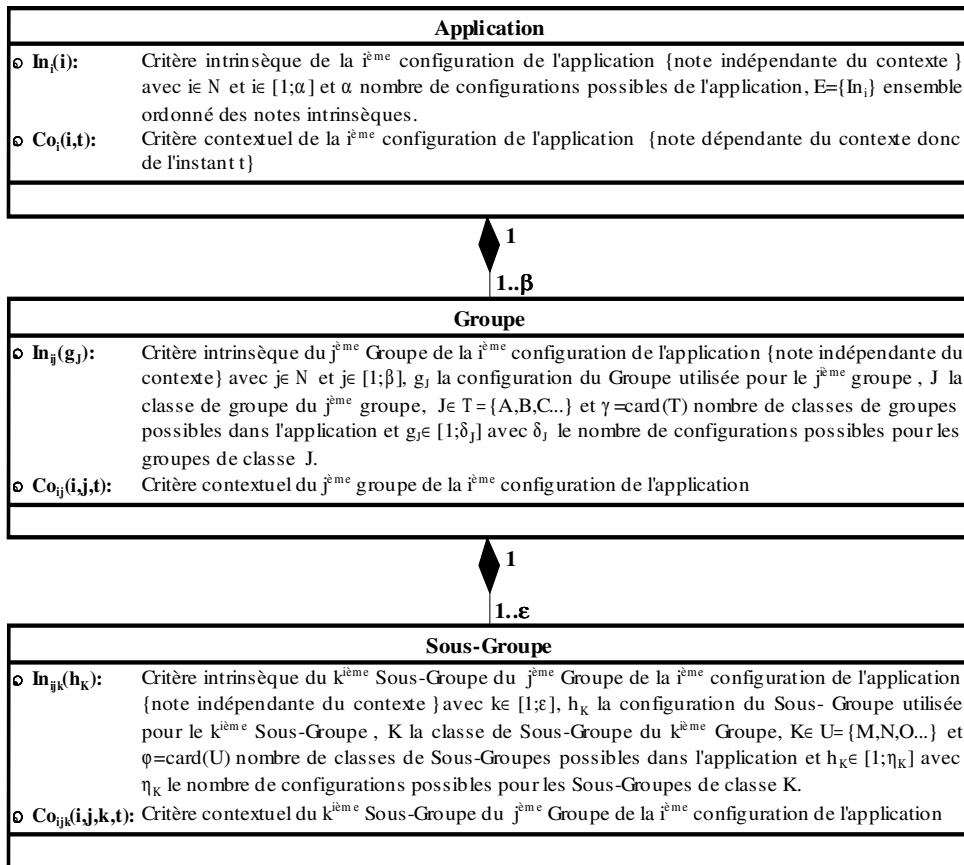 Application
In_i(i): Critère intrinsèque de la i^ème configuration de l'application {note indépendante du contexte }
avec i∈ N et i∈ [1;α] et α nombre de configurations possibles de l'application, E={In_i} ensemble
ordonné des notes intrinsèques.
Co_i(i,t): Critère contextuel de la i^ème configuration de l'application {note dépendante du contexte donc
de l'instant t}
1
1..β
Groupe
In_ij(g_J): Critère intrinsèque du j^ème Groupe de la i^ème configuration de l'application {note indépendante du
contexte} avec j∈ N et j∈ [1;β], g_J la configuration du Groupe utilisée pour le j^ème groupe , J la
classe de groupe du j^ème groupe, J∈ T={A,B,C...} et γ=card(T) nombre de classes de groupes
possibles dans l'application et g_J∈ [1;δ_J] avec δ_J le nombre de configurations possibles pour les
groupes de classe J.
Co_ij(i,j,t): Critère contextuel du j^ème groupe de la i^ème configuration de l'application
1
1..ε
Sous-Groupe
In_ijk(h_K): Critère intrinsèque du k^ième Sous-Groupe du j^ème Groupe de la i^ème configuration de l'application
{note indépendante du contexte }avec k∈ [1;ε], h_K la configuration du Sous- Groupe utilisée
pour le k^ième Sous-Groupe , K la classe de Sous-Groupe du k^ième Groupe, K∈ U={M,N,O...} et
φ=card(U) nombre de classes de Sous-Groupes possibles dans l'application et h_K∈ [1;η_K] avec
η_K le nombre de configurations possibles pour les Sous-Groupes de classe K.
Co_ijk(i,j,k,t): Critère contextuel du k^ième Sous-Groupe du j^ème Groupe de la i^ème configuration de l'application